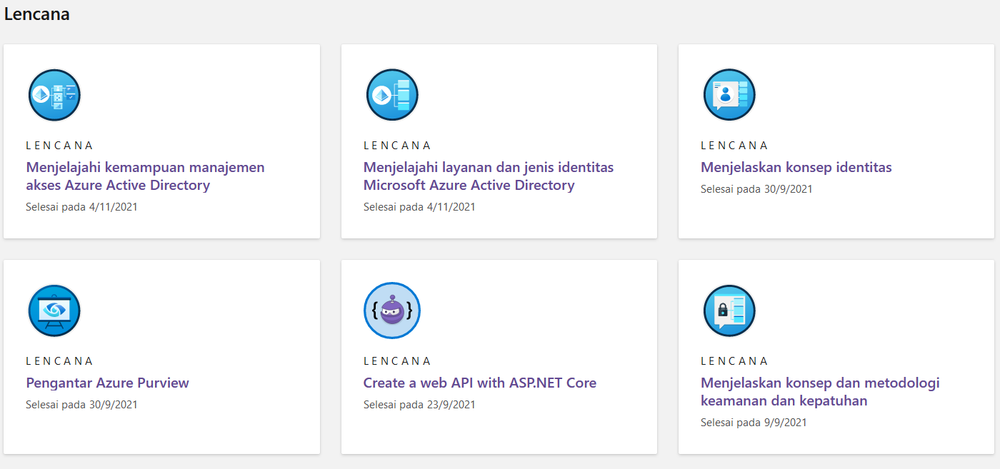 Lencana
LENCANA
Menjelajahi kemampuan manajemen
akses Azure Active Directory
Selesai pada 4/11/2021
LENCANA
Menjelajahi layanan dan jenis identitas
Microsoft Azure Active Directory
Selesai pada 4/11/2021
LENCANA
Menjelaskan konsep identitas
Selesai pada 30/9/2021
LENCANA
Pengantar Azure Purview
Selesai pada 30/9/2021
LENCANA
Create a web API with ASP.NET Core
Selesai pada 23/9/2021
LENCANA
Menjelaskan konsep dan metodologi
keamanan dan kepatuhan
Selesai pada 9/9/2021